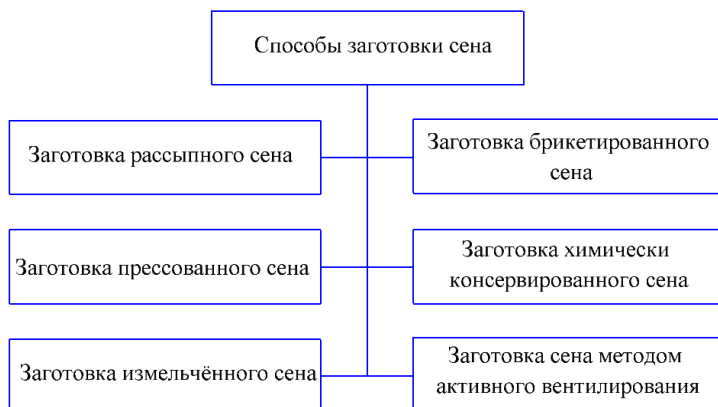 Способы заготовки сена
Заготовка рассыпного сена
Заготовка брикетированного
сена
Заготовка прессованного сена
Заготовка химически
консервированного сена
Заготовка измельчённого сена
Заготовка сена методом
активного вентилирования